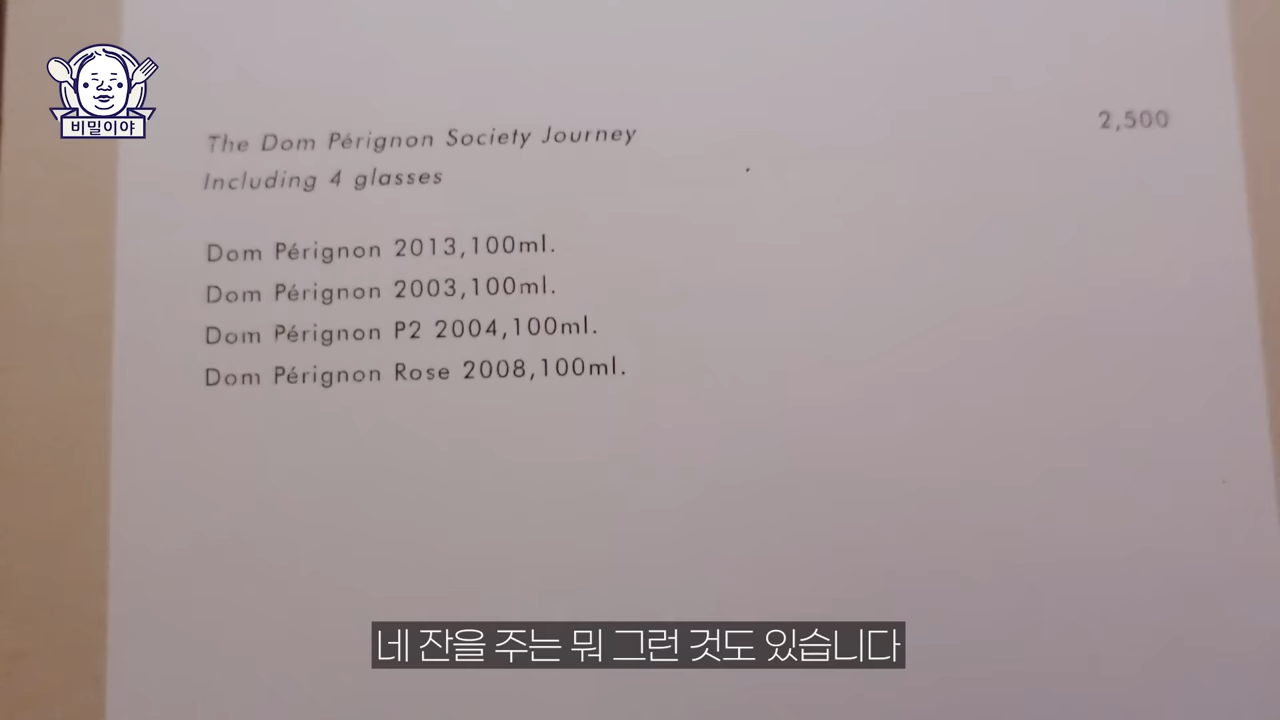 비밀이야
The Dom Pérignon Society Journey 2,500
Including 4 glasses
Dom Pérignon 2013,100ml.
Dom Pérignon 2003,100ml.
Dom Pérignon P2 2004,100ml.
Dom Pérignon Rose 2008,100ml.
네 잔을 주는 뭐 그런 것도 있습니다